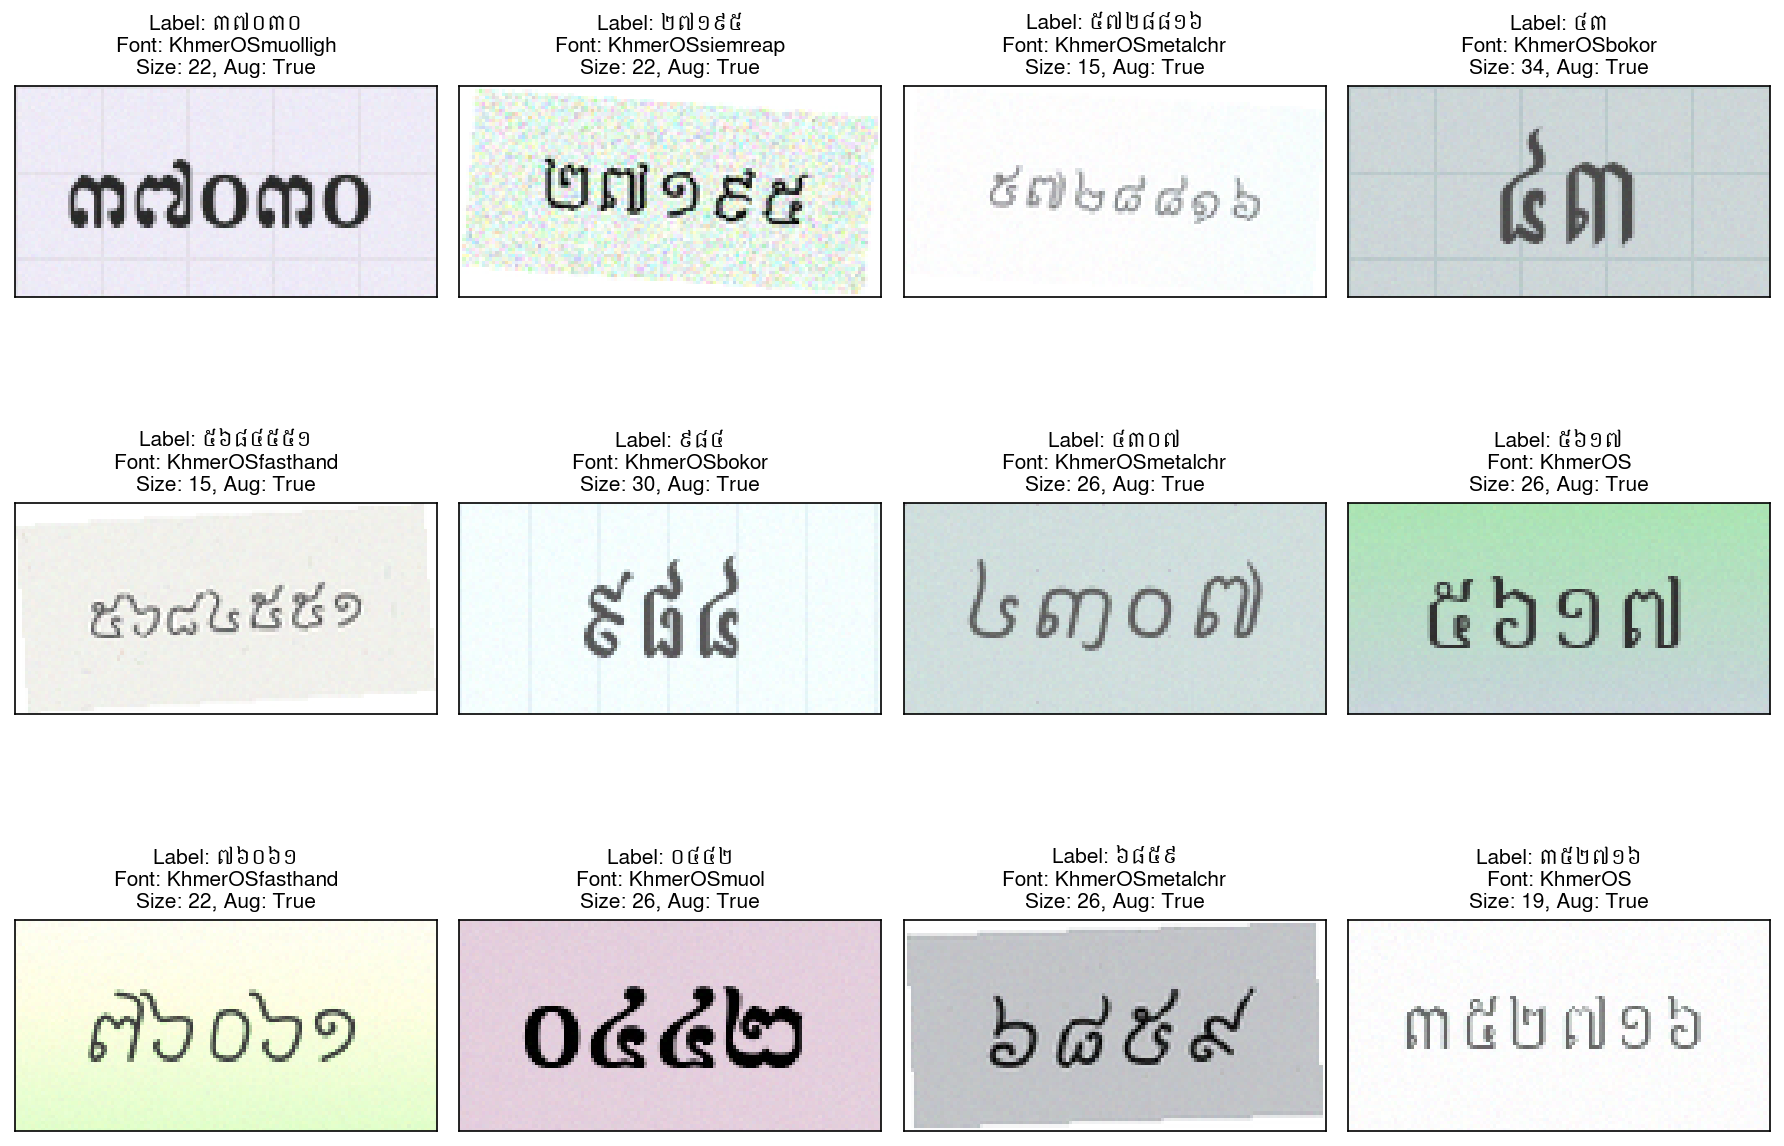 Label: ៣៧០៣០
Font: KhmerOSmuolligh
Size: 22, Aug: True
៣៧០៣០
Label: ២៧១៩៥
Font: KhmerOSsiemreap
Size: 22, Aug: True
២៧១៩៥
Label: ៥៧២៨៨១៦
Font: KhmerOSmetalchr
Size: 15, Aug: True
៥៧២៨៨១៦
Label: ៤៣
Font: KhmerOSbokor
Size: 34, Aug: True
៤៣
Label: ៥៦៨៤៥៥១
Font: KhmerOSfasthand
Size: 15, Aug: True
៥៦៨៤៥៥១
Label: ៩៨៤
Font: KhmerOSbokor
Size: 30, Aug: True
៩៨៤
Label: ៤៣០៧
Font: KhmerOSmetalchr
Size: 26, Aug: True
៤៣០៧
Label: ៥៦១៧
Font: KhmerOS
Size: 26, Aug: True
៥៦១៧
Label: ៧៦០៦១
Font: KhmerOSfasthand
Size: 22, Aug: True
៧៦០៦១
Label: ០៤៤២
Font: KhmerOSmuol
Size: 26, Aug: True
០៤៤២
Label: ៦៨៥៩
Font: KhmerOSmetalchr
Size: 26, Aug: True
៦៨៥៩
Label: ៣៥២៧១៦
Font: KhmerOS
Size: 19, Aug: True
៣៥២៧១៦